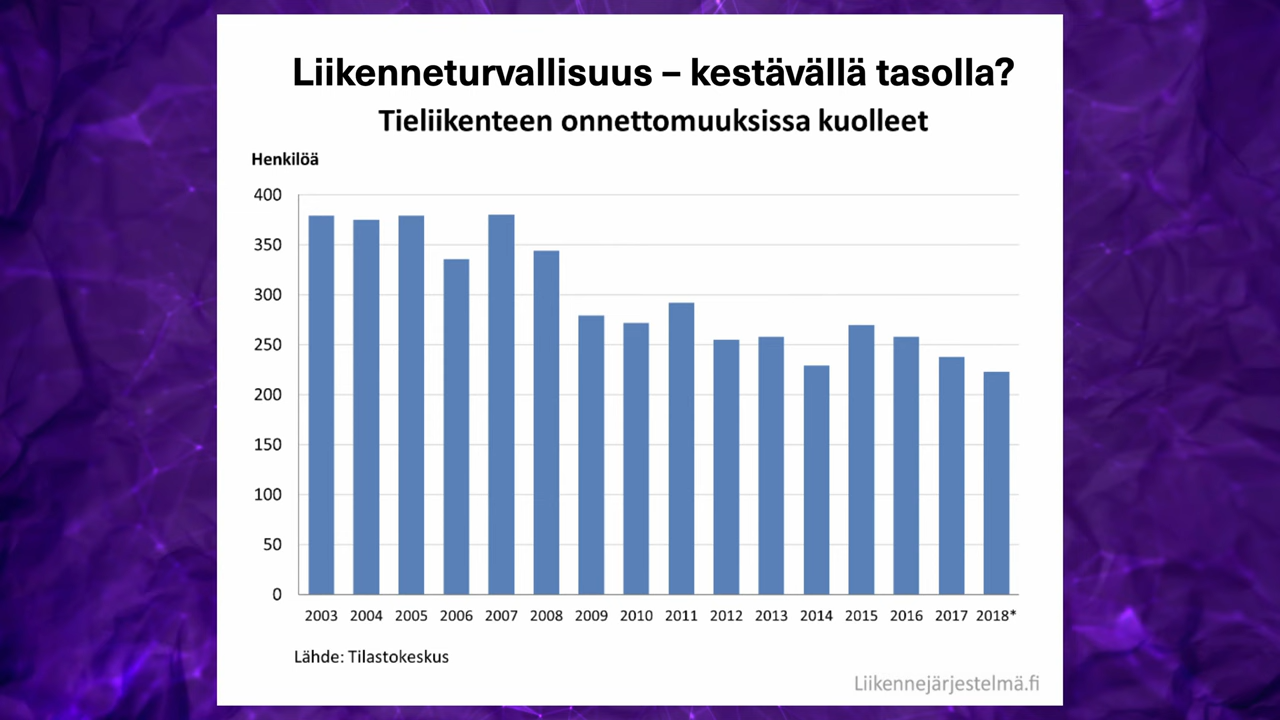 Liikenneturvallisuus – kestävällä tasolla?
Tieliikenteen onnettomuuksissa kuolleet
Henkilöä
400
350
300
250
200
150
100
50
0
2003 2004 2005 2006 2007 2008 2009 2010 2011 2012 2013 2014 2015 2016 2017 2018*
Lähde: Tilastokeskus
Liikennejärjestelmä.fi